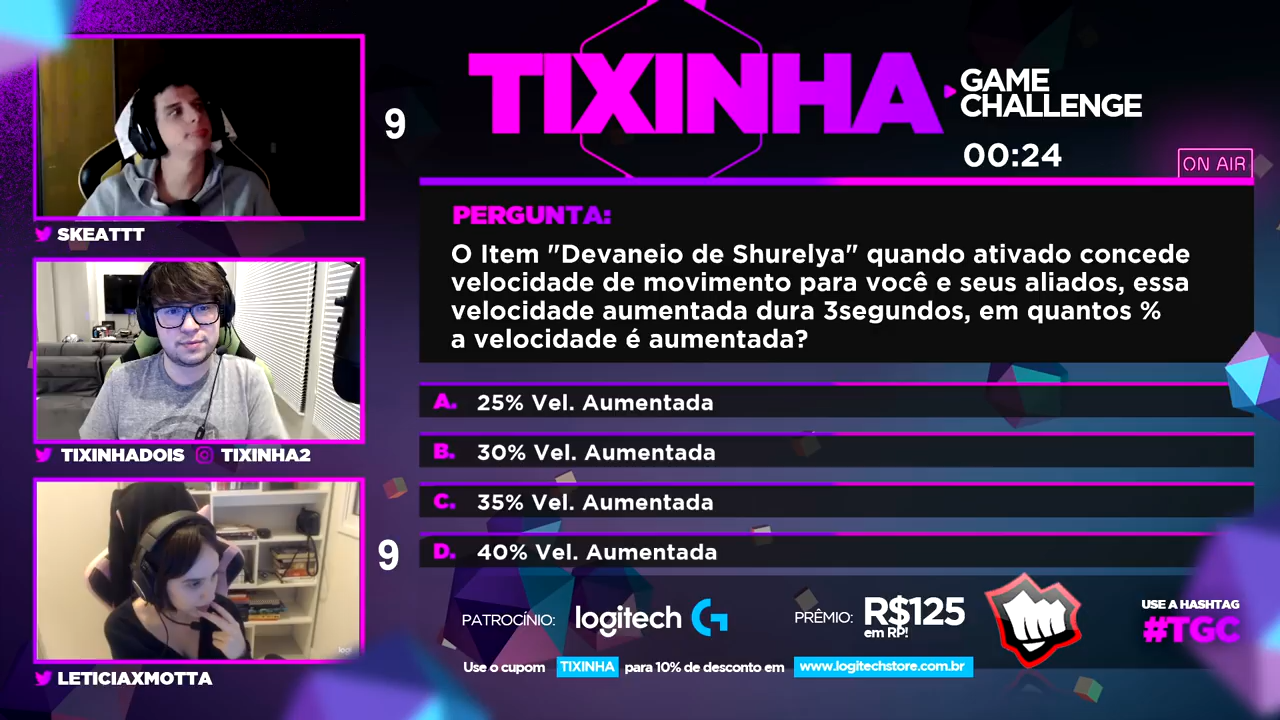 TIXINHA
GAME
CHALLENGE
00:24
ON AIR
9
SKEATTT
PERGUNTA:
O Item "Devaneio de Shurelya" quando ativado concede
velocidade de movimento para você e seus aliados, essa
velocidade aumentada dura 3segundos, em quantos %
a velocidade é aumentada?
A. 25% Vel. Aumentada
B. 30% Vel. Aumentada
C. 35% Vel. Aumentada
D. 40% Vel. Aumentada
TIXINHADOIS TIXINHA2
9
logi
LETICIAXMOTTA
PATROCÍNIO: logitech G
PRÊMIO: R$125
em RP!
USE A HASHTAG
#TGC
Use o cupom TIXINHA para 10% de desconto em www.logitechstore.com.br